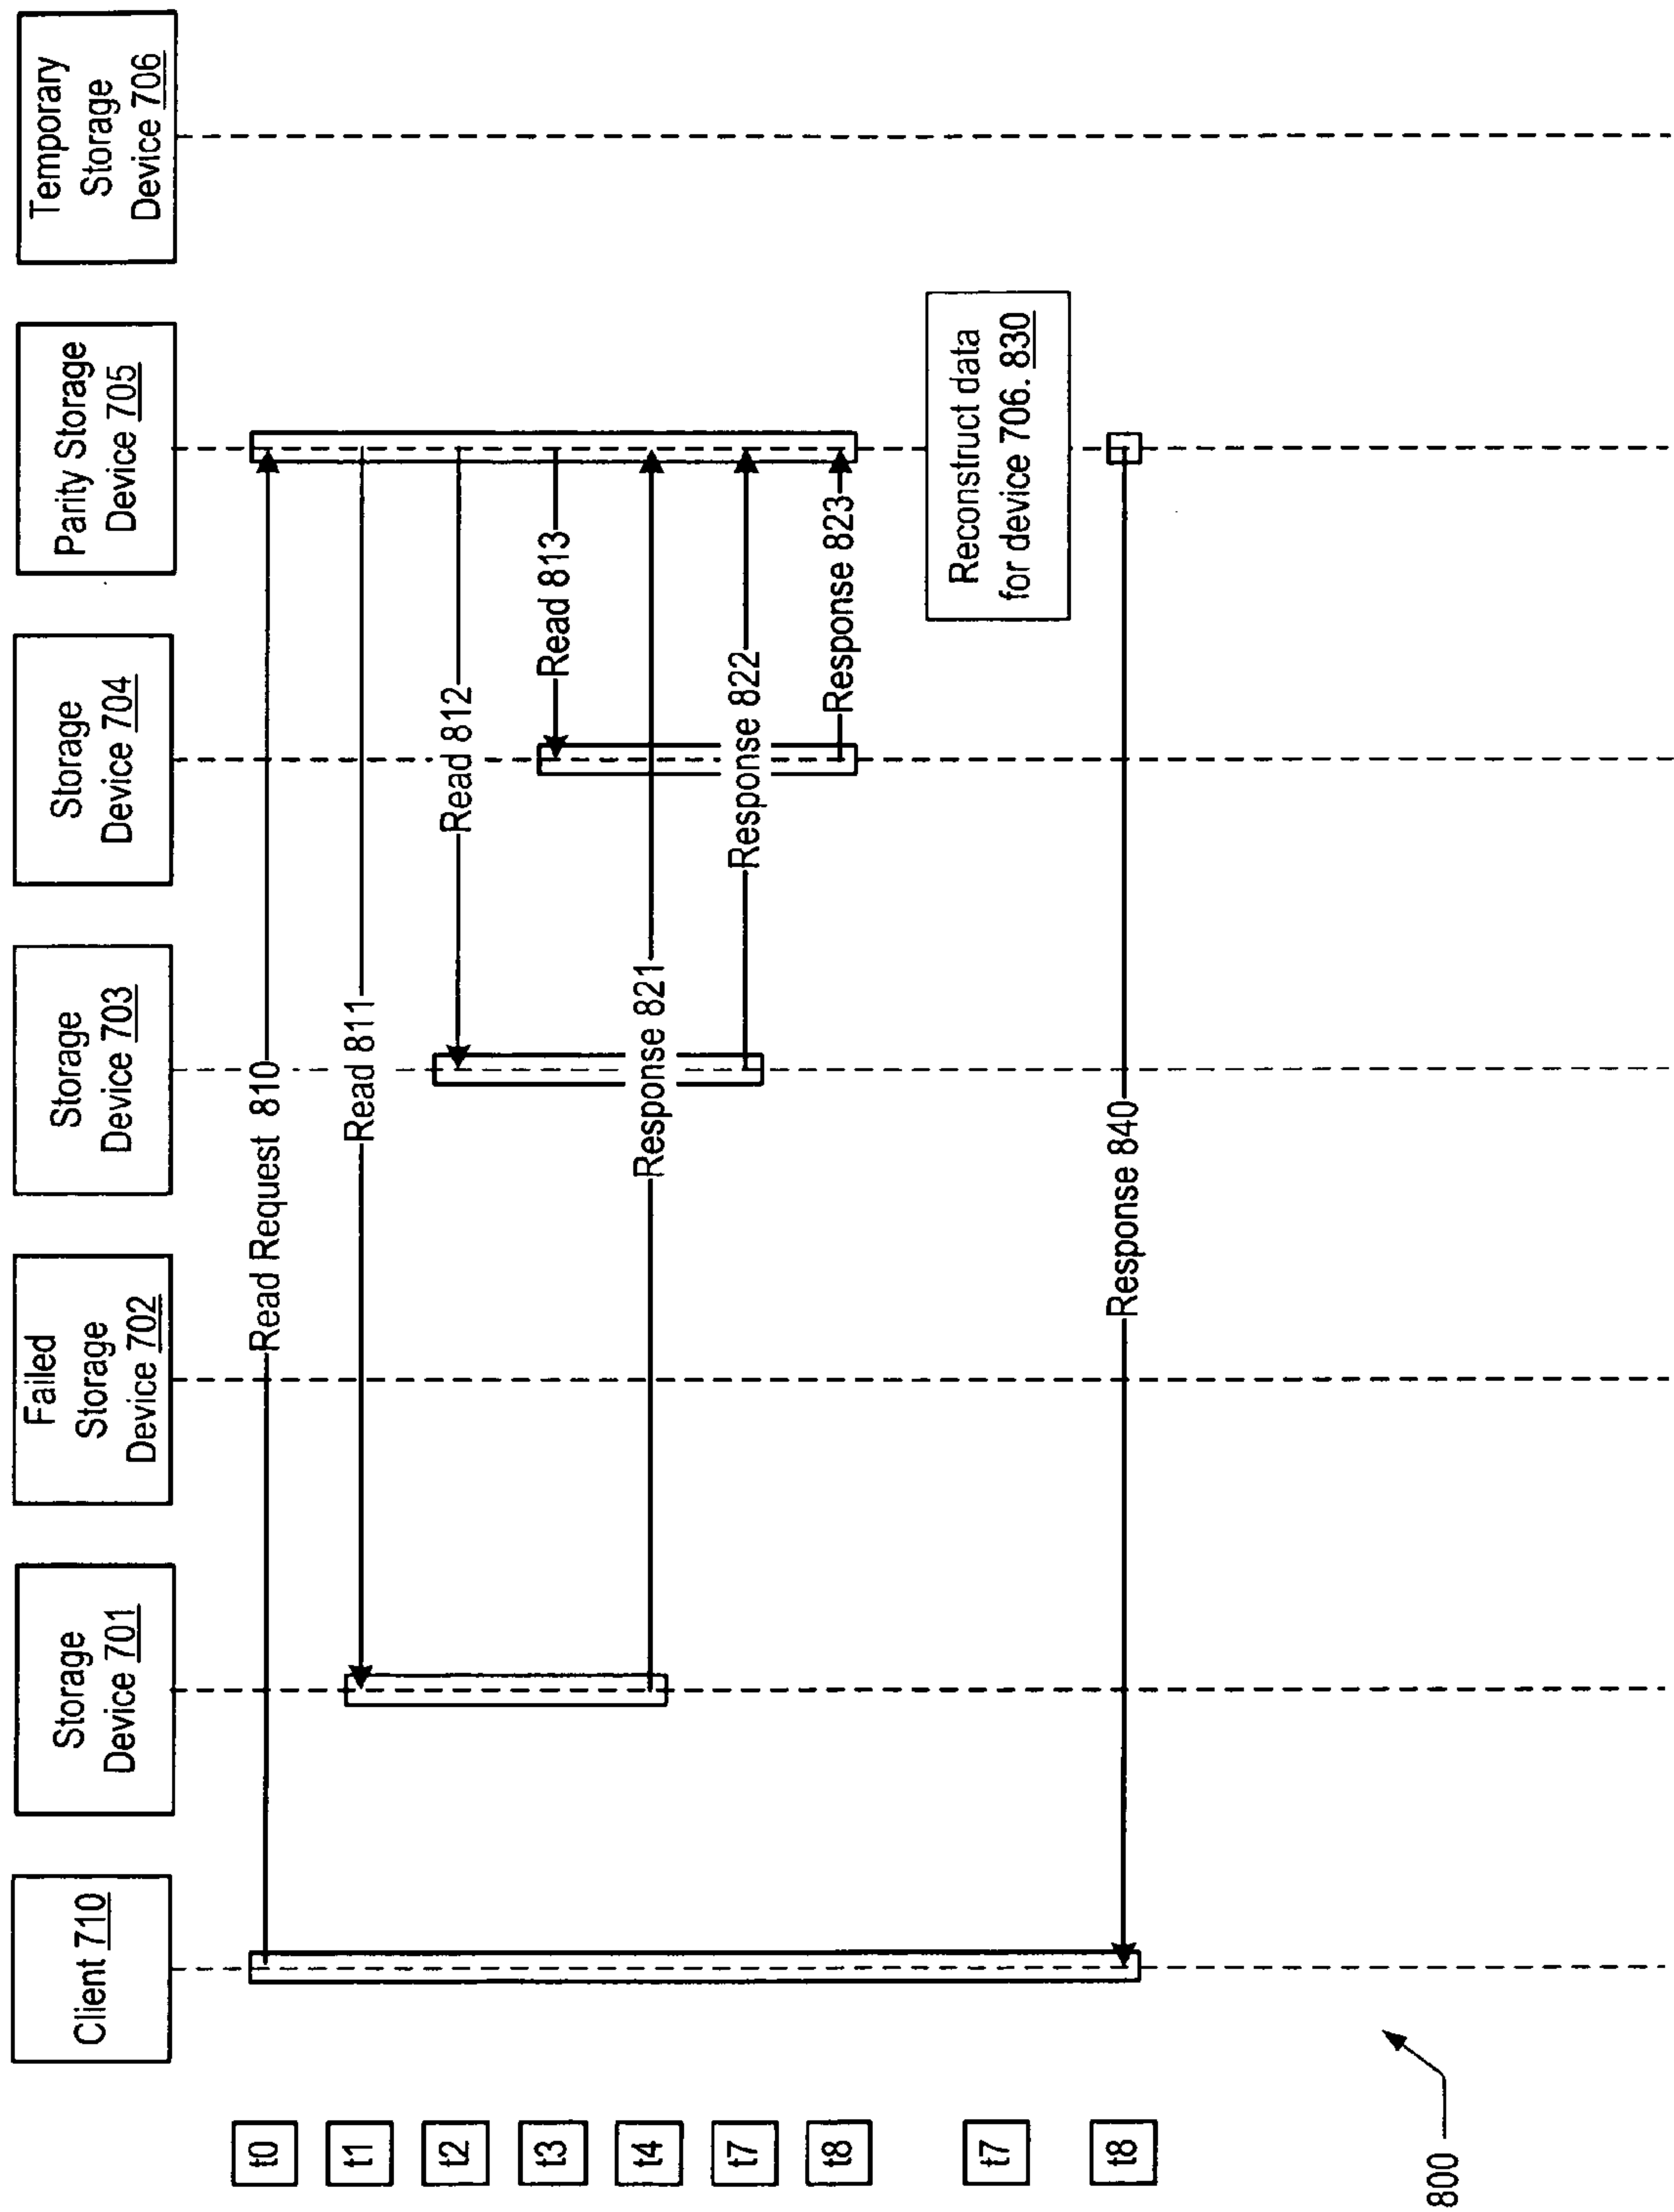 Client 710
Storage
Device 701
Failed
Storage
Device 702
Storage
Device 703
Storage
Device 704
Parity Storage
Device 705
Temporary
Storage
Device 706
t0
Read Request 810
t1
Read 811
t2
Read 812
t3
Read 813
t4
Response 821
t7
Response 822
t8
Response 823
t7
Reconstruct data
for device 706. 830
t8
Response 840
800